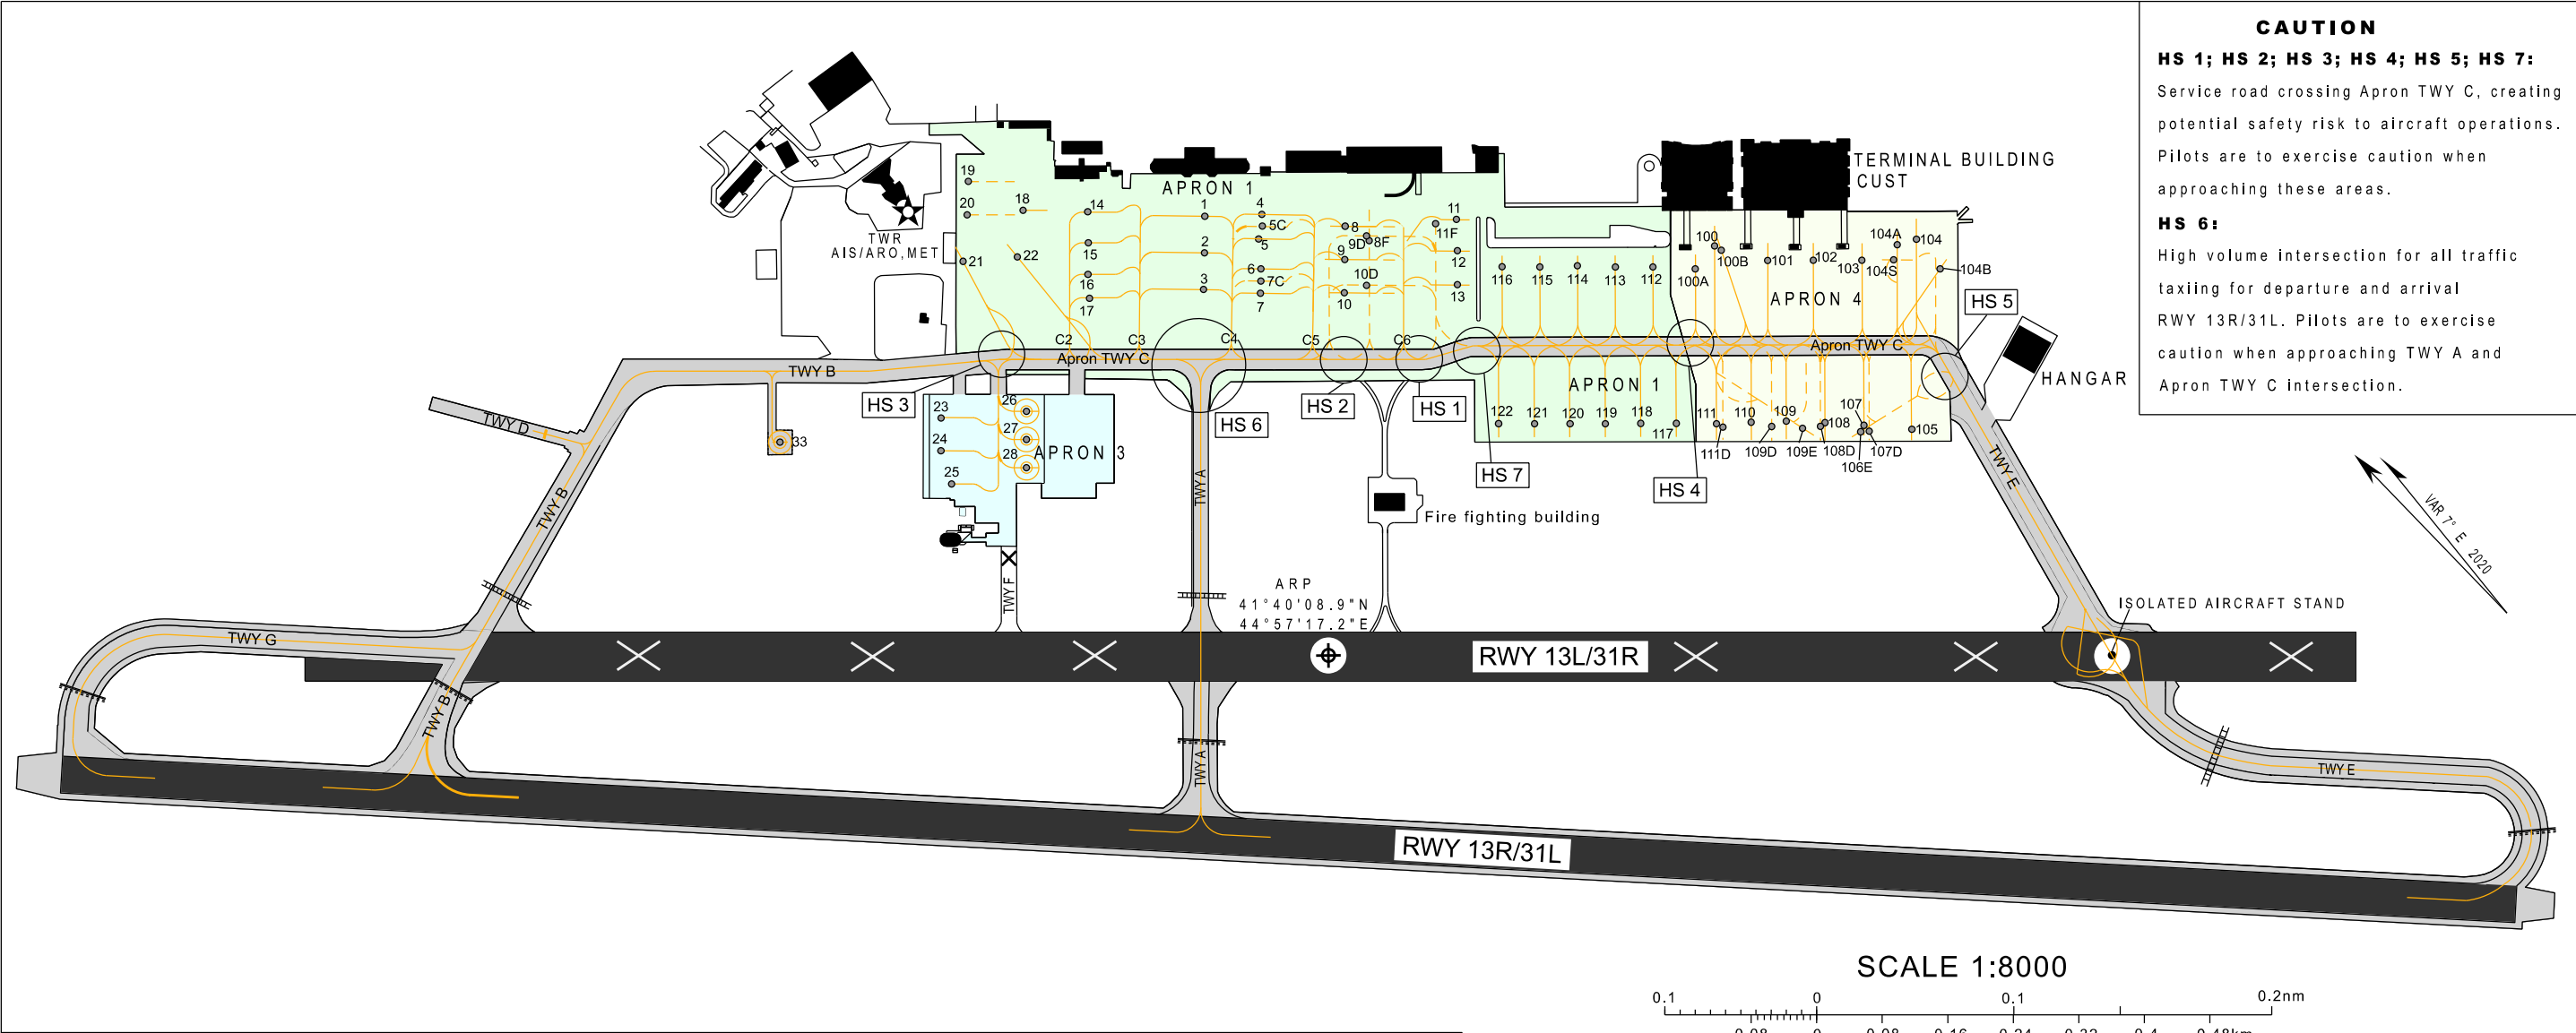 CAUTION
HS 1; HS 2; HS 3; HS 4; HS 5; HS 7:
Service road crossing Apron TWY C, creating
potential safety risk to aircraft operations.
Pilots are to exercise caution when
approaching these areas.
HS 6:
High volume intersection for all traffic
taxiing for departure and arrival
RWY 13R/31L. Pilots are to exercise
caution when approaching TWY A and
Apron TWY C intersection.
TERMINAL BUILDING
CUST
APRON 1
TWR
AIS/ARO,MET
19
20
18
14
1
4
5C
5
8
9D
8F
11
11F
21
22
15
2
6
7C
7
9
10D
10
12
13
16
17
3
116
115
114
113
112
100
100B
100A
101
102
103
104A
104S
104
104B
APRON 4
HS 5
C2
C3
C4
C5
C6
Apron TWY C
Apron TWY C
TWY B
HANGAR
HS 3
HS 6
HS 2
HS 1
HS 7
HS 4
APRON 1
23
24
25
26
27
28
APRON 3
33
122
121
120
119
118
117
111
111D
110
109D
109
109E
108
108D
107
106E
107D
105
TWY D
TWY B
TWY A
TWY E
Fire fighting building
VAR 7° E 2020
TWY F
ARP
41°40'08.9"N
44°57'17.2"E
ISOLATED AIRCRAFT STAND
TWY G
RWY 13L/31R
TWY B
TWY A
TWY E
RWY 13R/31L
SCALE 1:8000
0.1
0
0.1
0.2nm